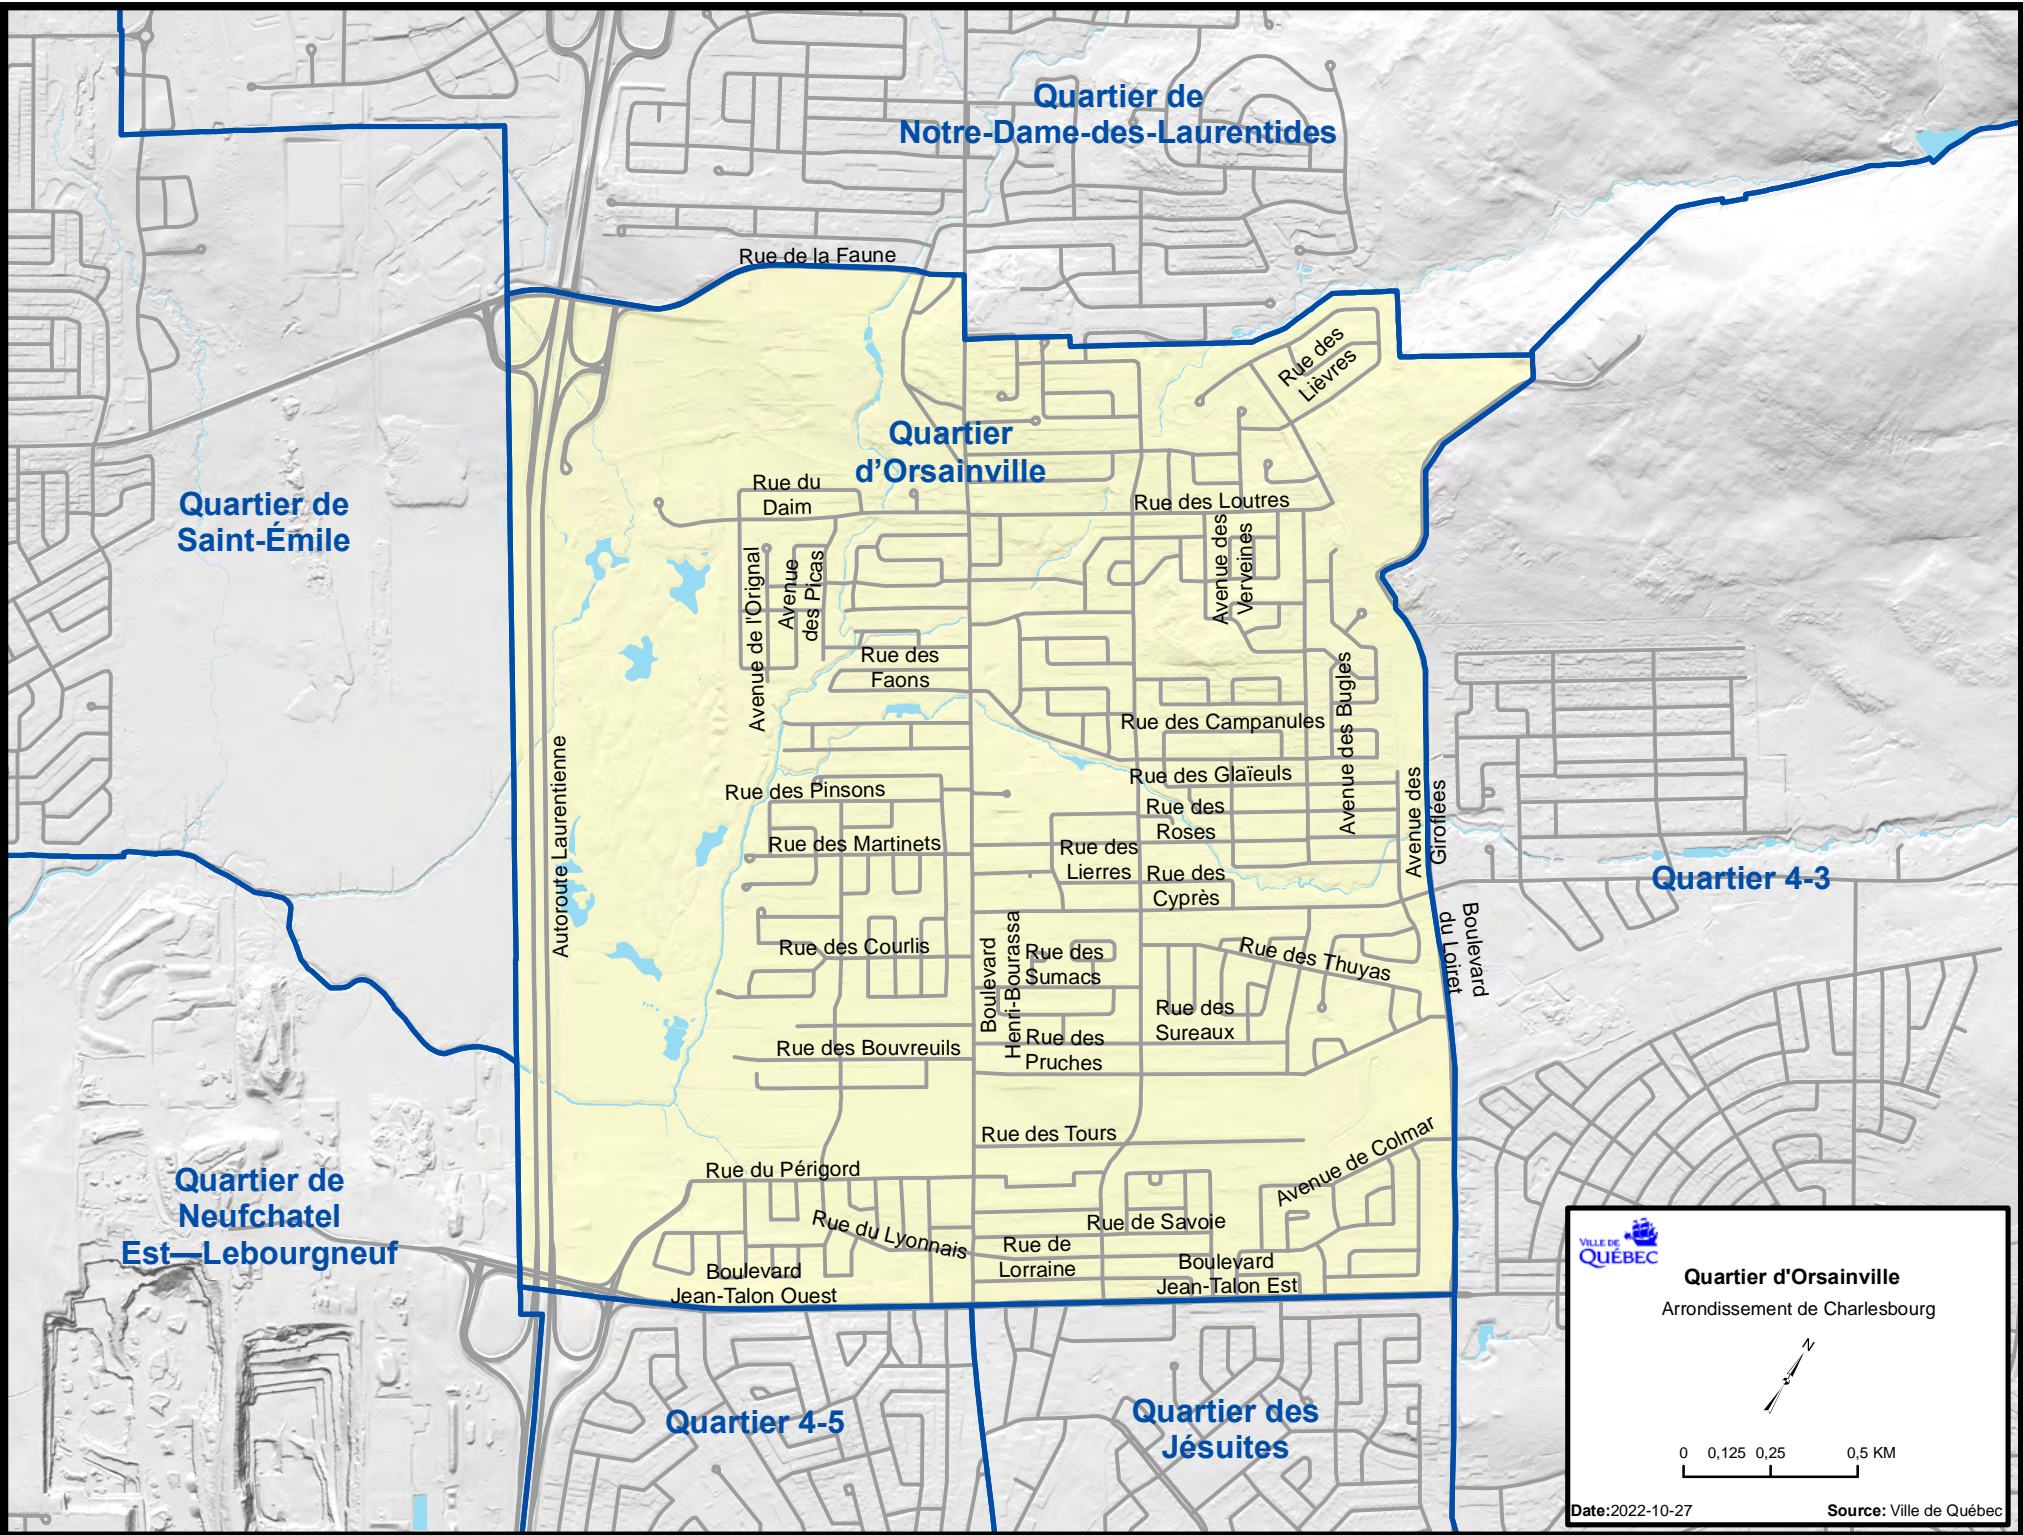 Quartier de
Notre-Dame-des-Laurentides
Rue de la Faune
Rue des
Lièvres
Quartier
d’Orsainville
Quartier de
Saint-Émile
Rue du
Daim
Rue des Loutres
Avenue de l'Orignal
Avenue
des Picas
Avenue des
Verveines
Rue des
Faons
Avenue des Bugles
Rue des Campanules
Autoroute Laurentienne
Rue des Pinsons
Rue des Glaïeuls
Rue des
Roses
Avenue des
Giroflées
Rue des Martinets
Rue des
Lierres
Rue des
Cyprès
Quartier 4-3
Boulevard
du Loiret
Rue des Courlis
Boulevard
Henri-Bourassa
Rue des
Sumacs
Rue des Thuyas
Rue des
Sureaux
Rue des Bouvreuils
Rue des
Pruches
Rue des Tours
Avenue de Colmar
Rue du Périgord
Quartier de
Neufchatel
Est—Lebourgneuf
Rue du Lyonnais
Rue de Savoie
Rue de
Lorraine
Boulevard
Jean-Talon Ouest
Boulevard
Jean-Talon Est
Quartier 4-5
Quartier des
Jésuites
VILLE DE
QUÉBEC
Quartier d'Orsainville
Arrondissement de Charlesbourg
N
0 0,125 0,25 0,5 KM
Date:2022-10-27 Source: Ville de Québec